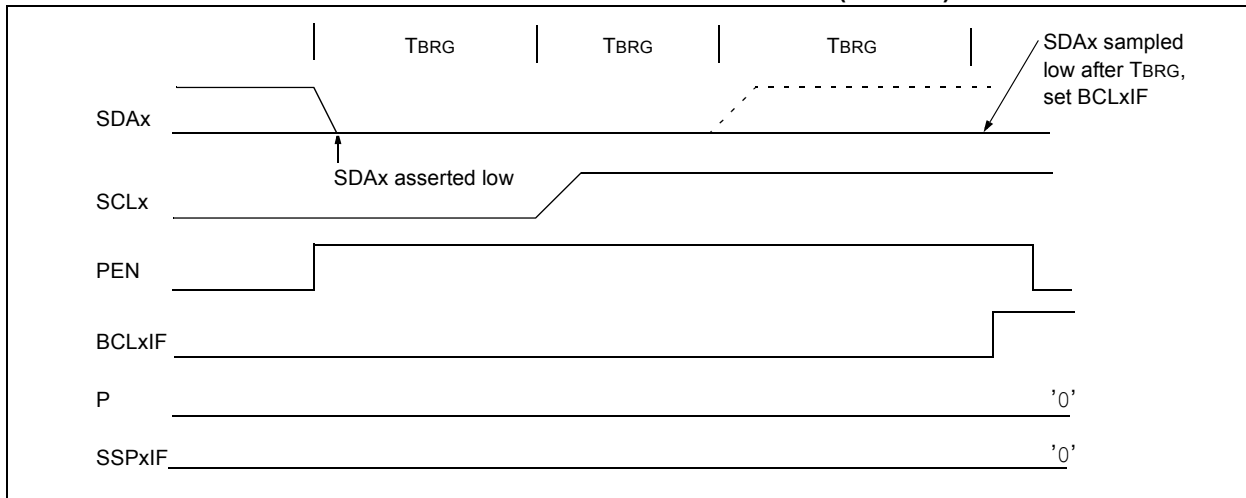 TBRG TBRG TBRG
SDAx sampled
low after TBRG,
set BCLxIF
SDAx
SDAx asserted low
SCLx
PEN
BCLxIF
P '0'
SSPxIF '0'